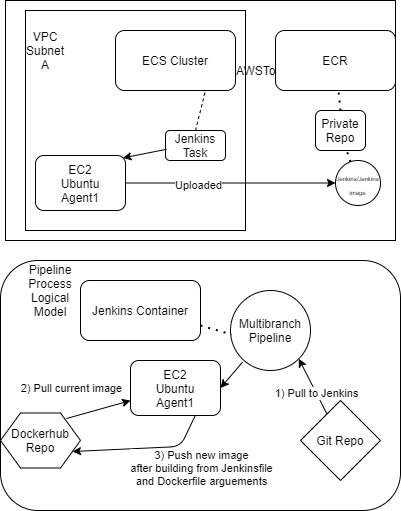 VPC
Subnet
A
ECS Cluster
AWSTo
ECR
Jenkins
Task
Private
Repo
EC2
Ubuntu
Agent1
Uploaded
Jenkins/Jenkins
image
Pipeline
Process
Logical
Model
Jenkins Container
Multibranch
Pipeline
EC2
Ubuntu
Agent1
2) Pull current image
1) Pull to Jenkins
Dockerhub
Repo
Git Repo
3) Push new image
after building from Jenkinsfile
and Dockerfile arguements